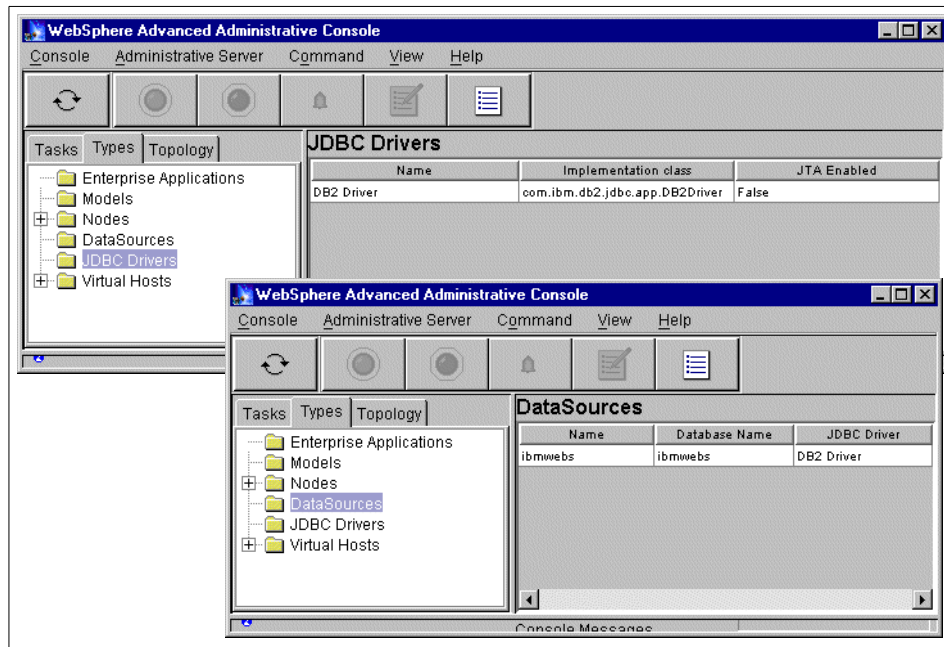 WebSphere Advanced Administrative Console
Console Administrative Server Command View Help
Tasks Types Topology
Enterprise Applications
Models
Nodes
DataSources
JDBC Drivers
Virtual Hosts
JDBC Drivers
Name Implementation class JTA Enabled
DB2 Driver com.ibm.db2.jdbc.app.DB2Driver False
WebSphere Advanced Administrative Console
Console Administrative Server Command View Help
Tasks Types Topology
Enterprise Applications
Models
Nodes
DataSources
JDBC Drivers
Virtual Hosts
DataSources
Name Database Name JDBC Driver
ibmwebs ibmwebs DB2 Driver
Console Messages